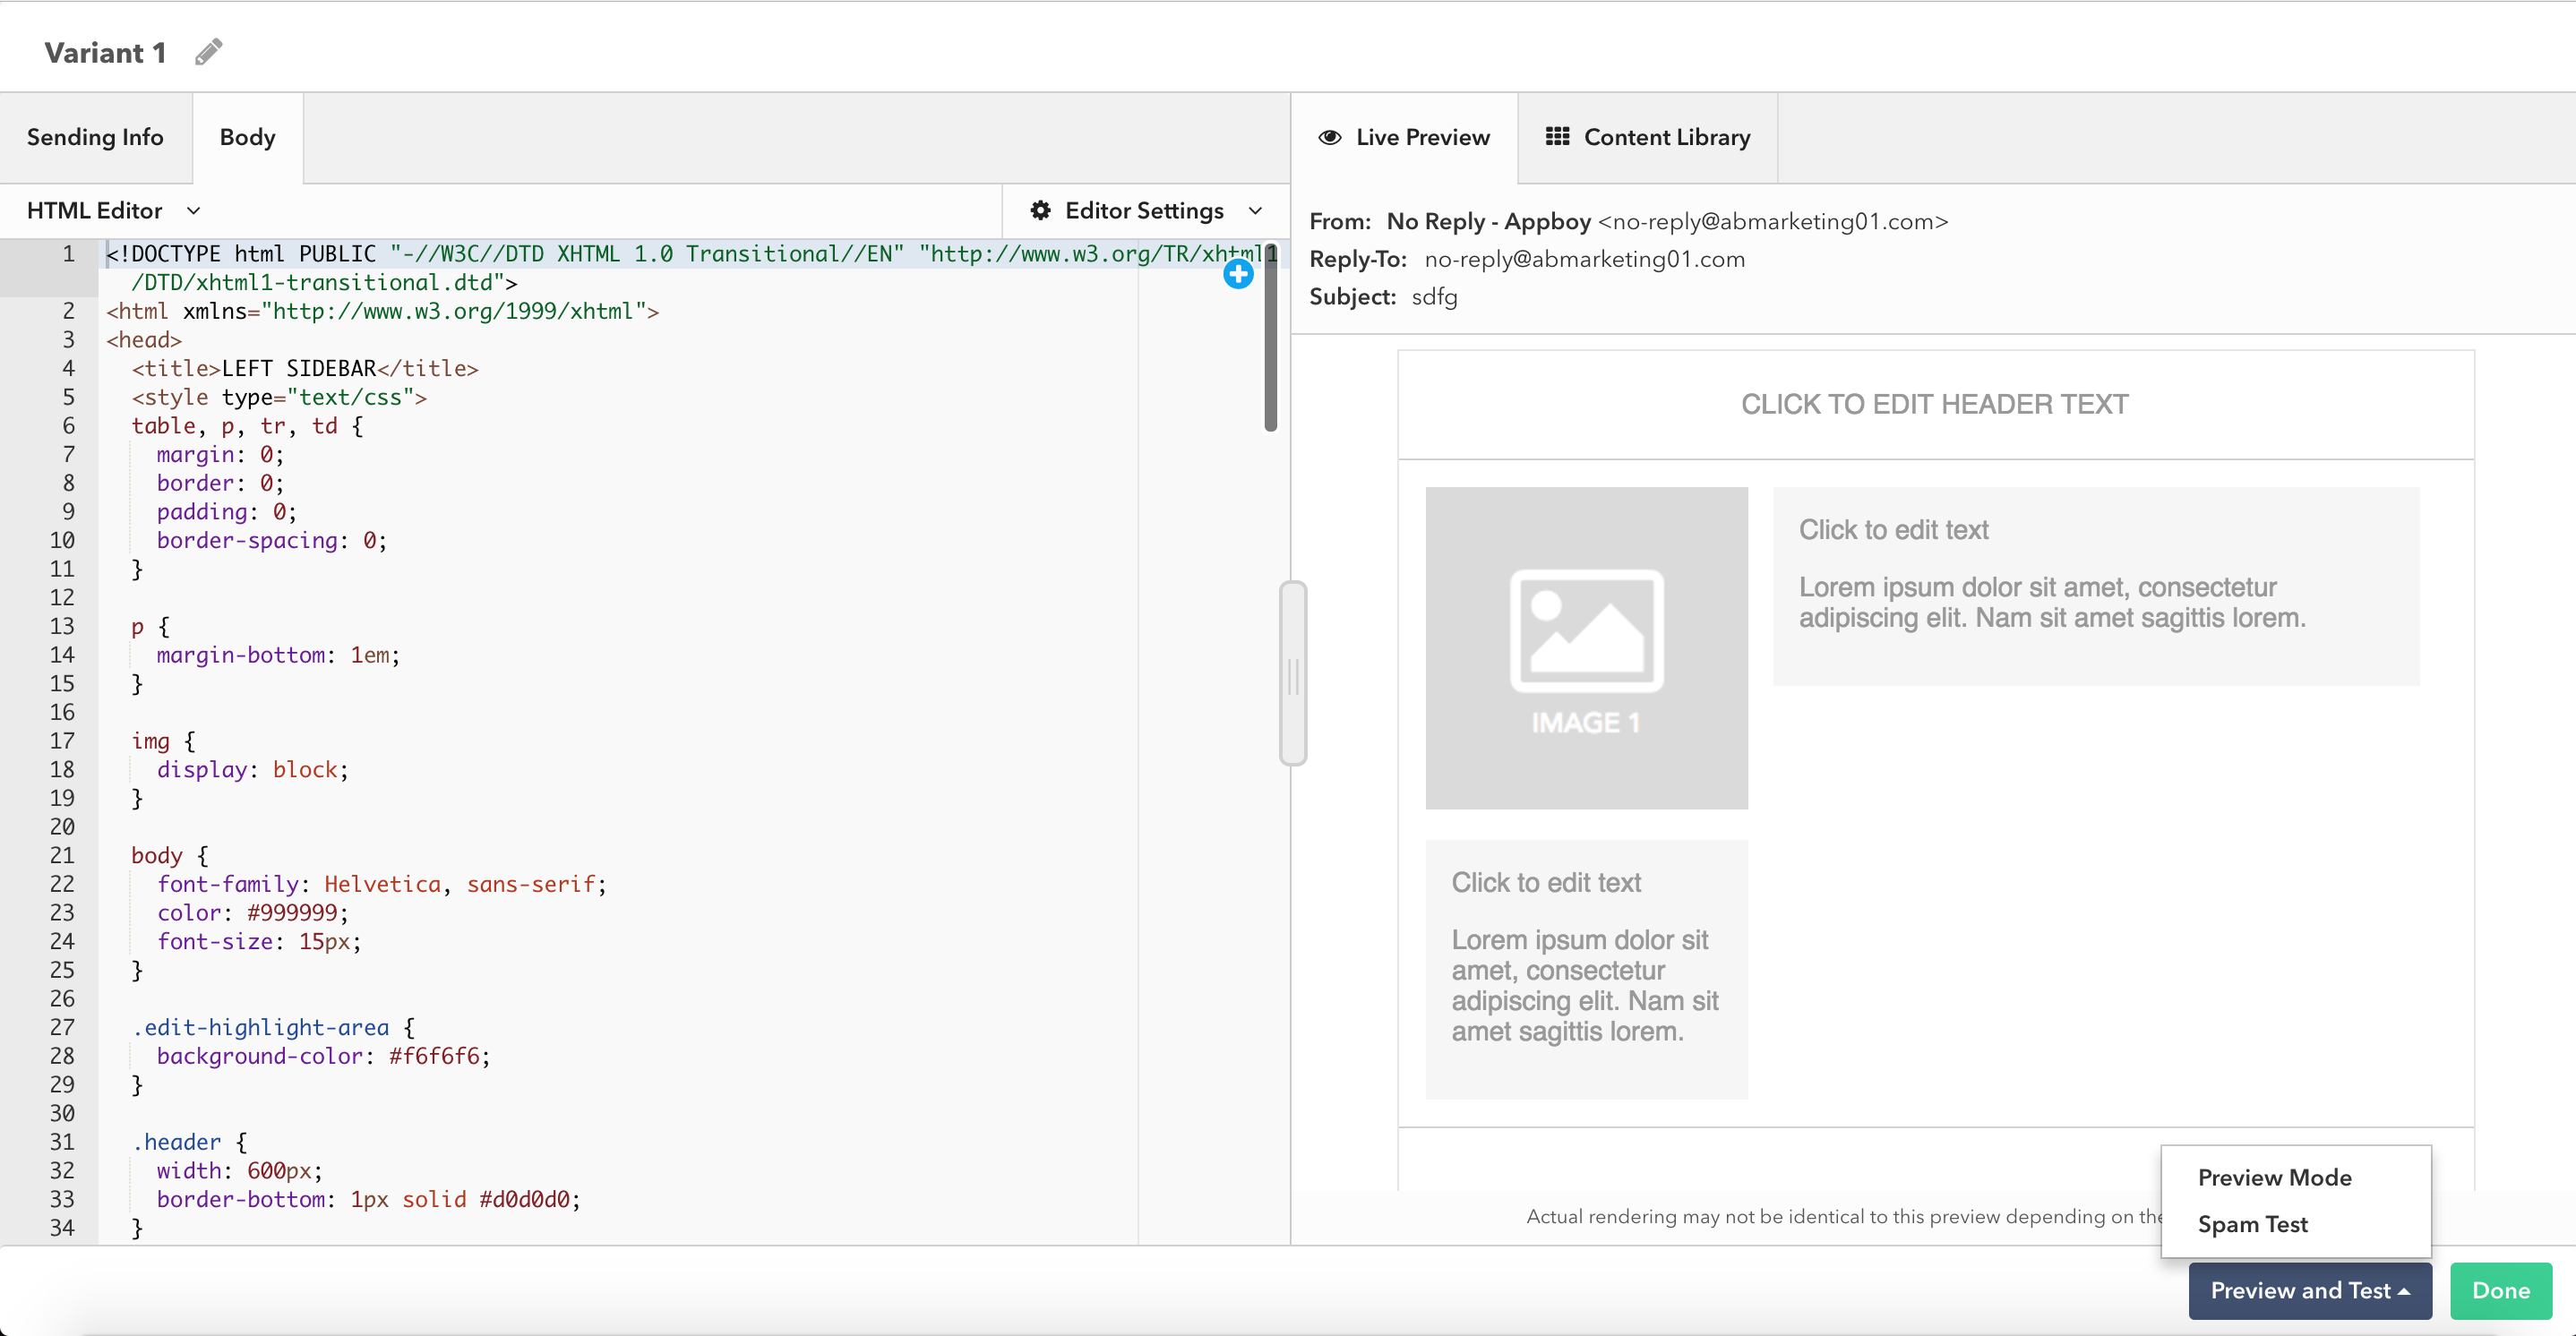 Variant 1
Sending Info
Body
Live Preview
Content Library
HTML Editor
Editor Settings
1 <!DOCTYPE html PUBLIC "-//W3C//DTD XHTML 1.0 Transitional//EN" "http://www.w3.org/TR/xhtml1
/DTD/xhtml1-transitional.dtd">
2 <html xmlns="http://www.w3.org/1999/xhtml">
3 <head>
4 <title>LEFT SIDEBAR</title>
5 <style type="text/css">
6 table, p, tr, td {
7 margin: 0;
8 border: 0;
9 padding: 0;
10 border-spacing: 0;
11 }
12
13 p {
14 margin-bottom: 1em;
15 }
16
17 img {
18 display: block;
19 }
20
21 body {
22 font-family: Helvetica, sans-serif;
23 color: #999999;
24 font-size: 15px;
25 }
26
27 .edit-highlight-area {
28 background-color: #f6f6f6;
29 }
30
31 .header {
32 width: 600px;
33 border-bottom: 1px solid #d0d0d0;
34 }
From: No Reply - Appboy <no-reply@abmarketing01.com>
Reply-To: no-reply@abmarketing01.com
Subject: sdfg
CLICK TO EDIT HEADER TEXT
IMAGE 1
Click to edit text
Lorem ipsum dolor sit amet, consectetur
adipiscing elit. Nam sit amet sagittis lorem.
Click to edit text
Lorem ipsum dolor sit
amet, consectetur
adipiscing elit. Nam sit
amet sagittis lorem.
Actual rendering may not be identical to this preview depending on the
Preview Mode
Spam Test
Preview and Test
Done